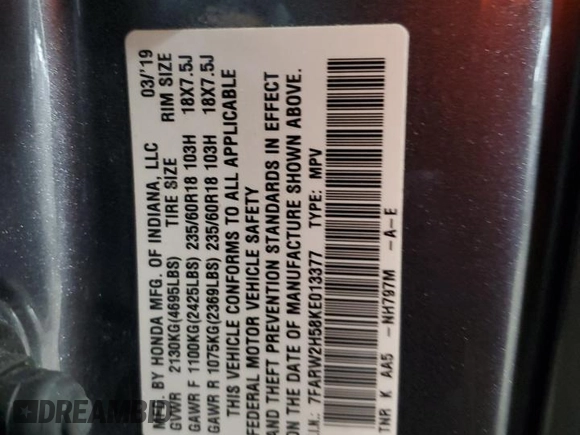 MFD. BY HONDA MFG. OF INDIANA, LLC 03/'19
GVWR 2130KG(4695LBS) TIRE SIZE RIM SIZE
GAWR F 1100KG(2425LBS) 235/60R18 103H 18X7.5J
GAWR R 1075KG(2369LBS) 235/60R18 103H 18X7.5J
THIS VEHICLE CONFORMS TO ALL APPLICABLE
FEDERAL MOTOR VEHICLE SAFETY
AND THEFT PREVENTION STANDARDS IN EFFECT
ON THE DATE OF MANUFACTURE SHOWN ABOVE.
V.I.N.: 7FARW2H58KE013377 TYPE: MPV
TNR K AA5 -NH797M -A-E
DREAMBID